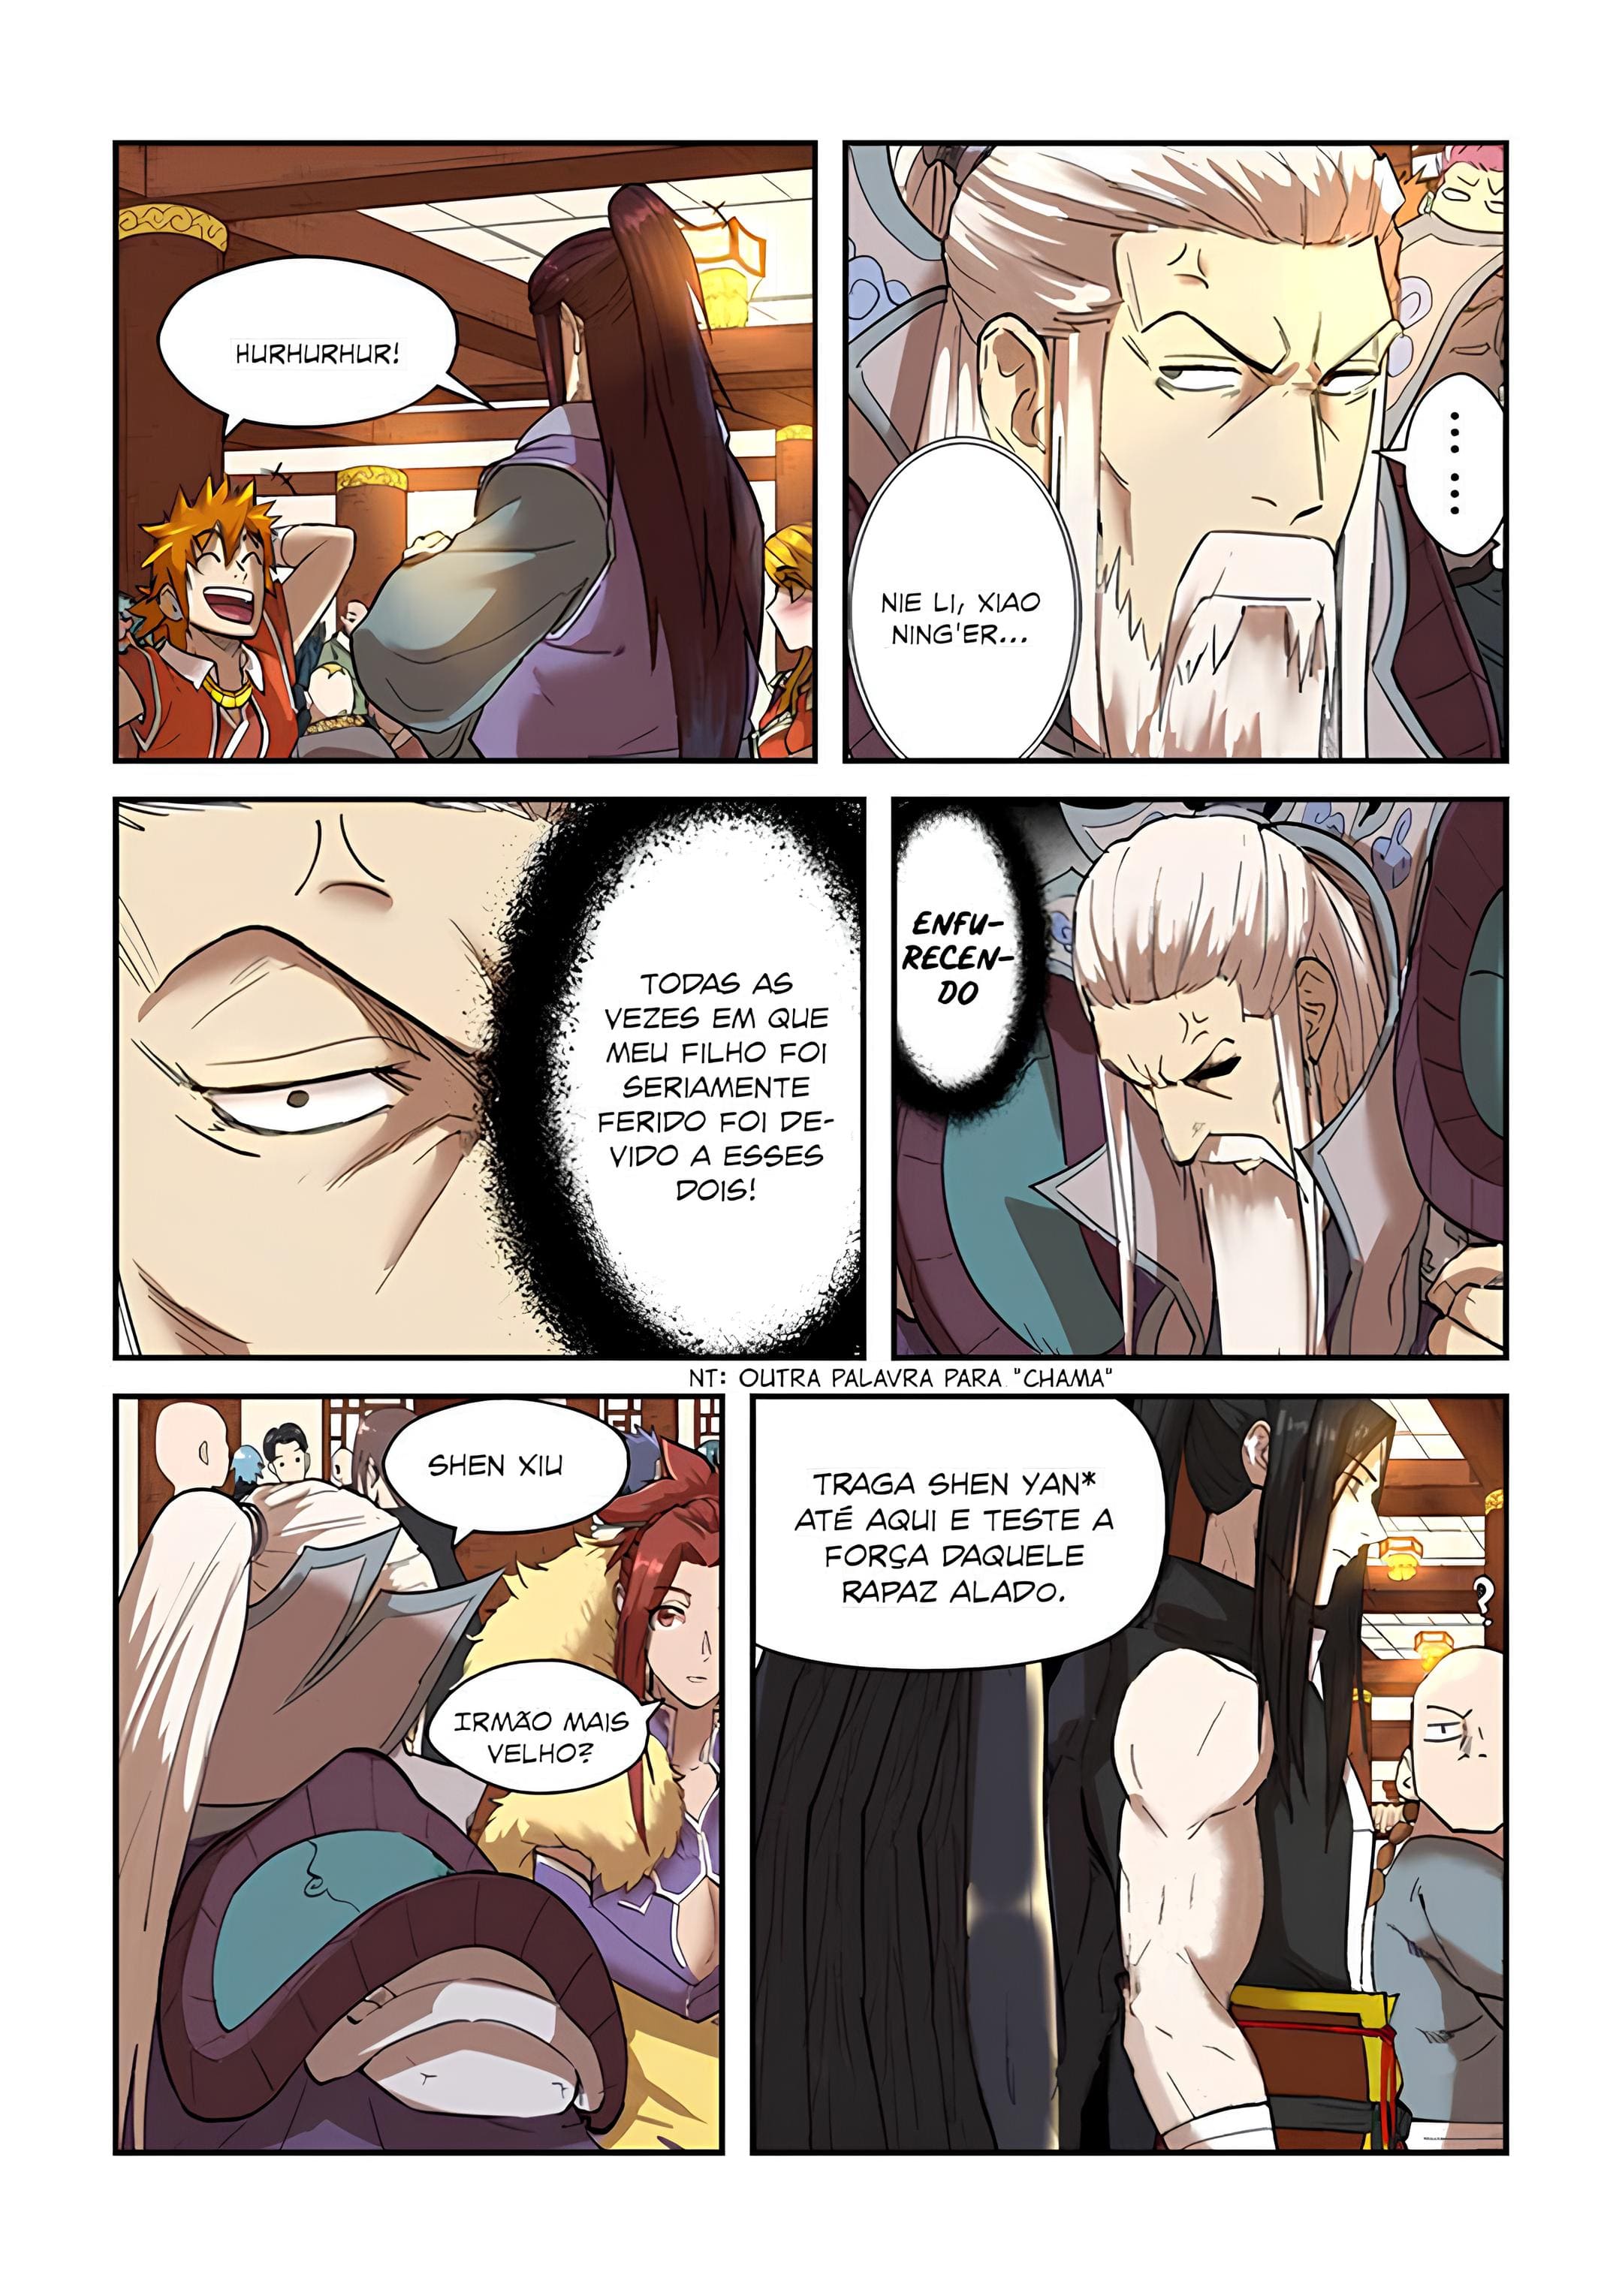 HURHURHUR!
......
NIE LI, XIAO
NING'ER...
TODAS AS
VEZES EM QUE
MEU FILHO FOI
SERIAMENTE
FERIDO FOI DE-
VIDO A ESSES
DOIS!
ENFU-
RECEN-
DO
NT: OUTRA PALAVRA PARA "CHAMA"
SHEN XIU
IRMÃO MAIS
VELHO?
TRAGA SHEN YAN*
ATÉ AQUI E TESTE A
FORÇA DAQUELE
RAPAZ ALADO.
?